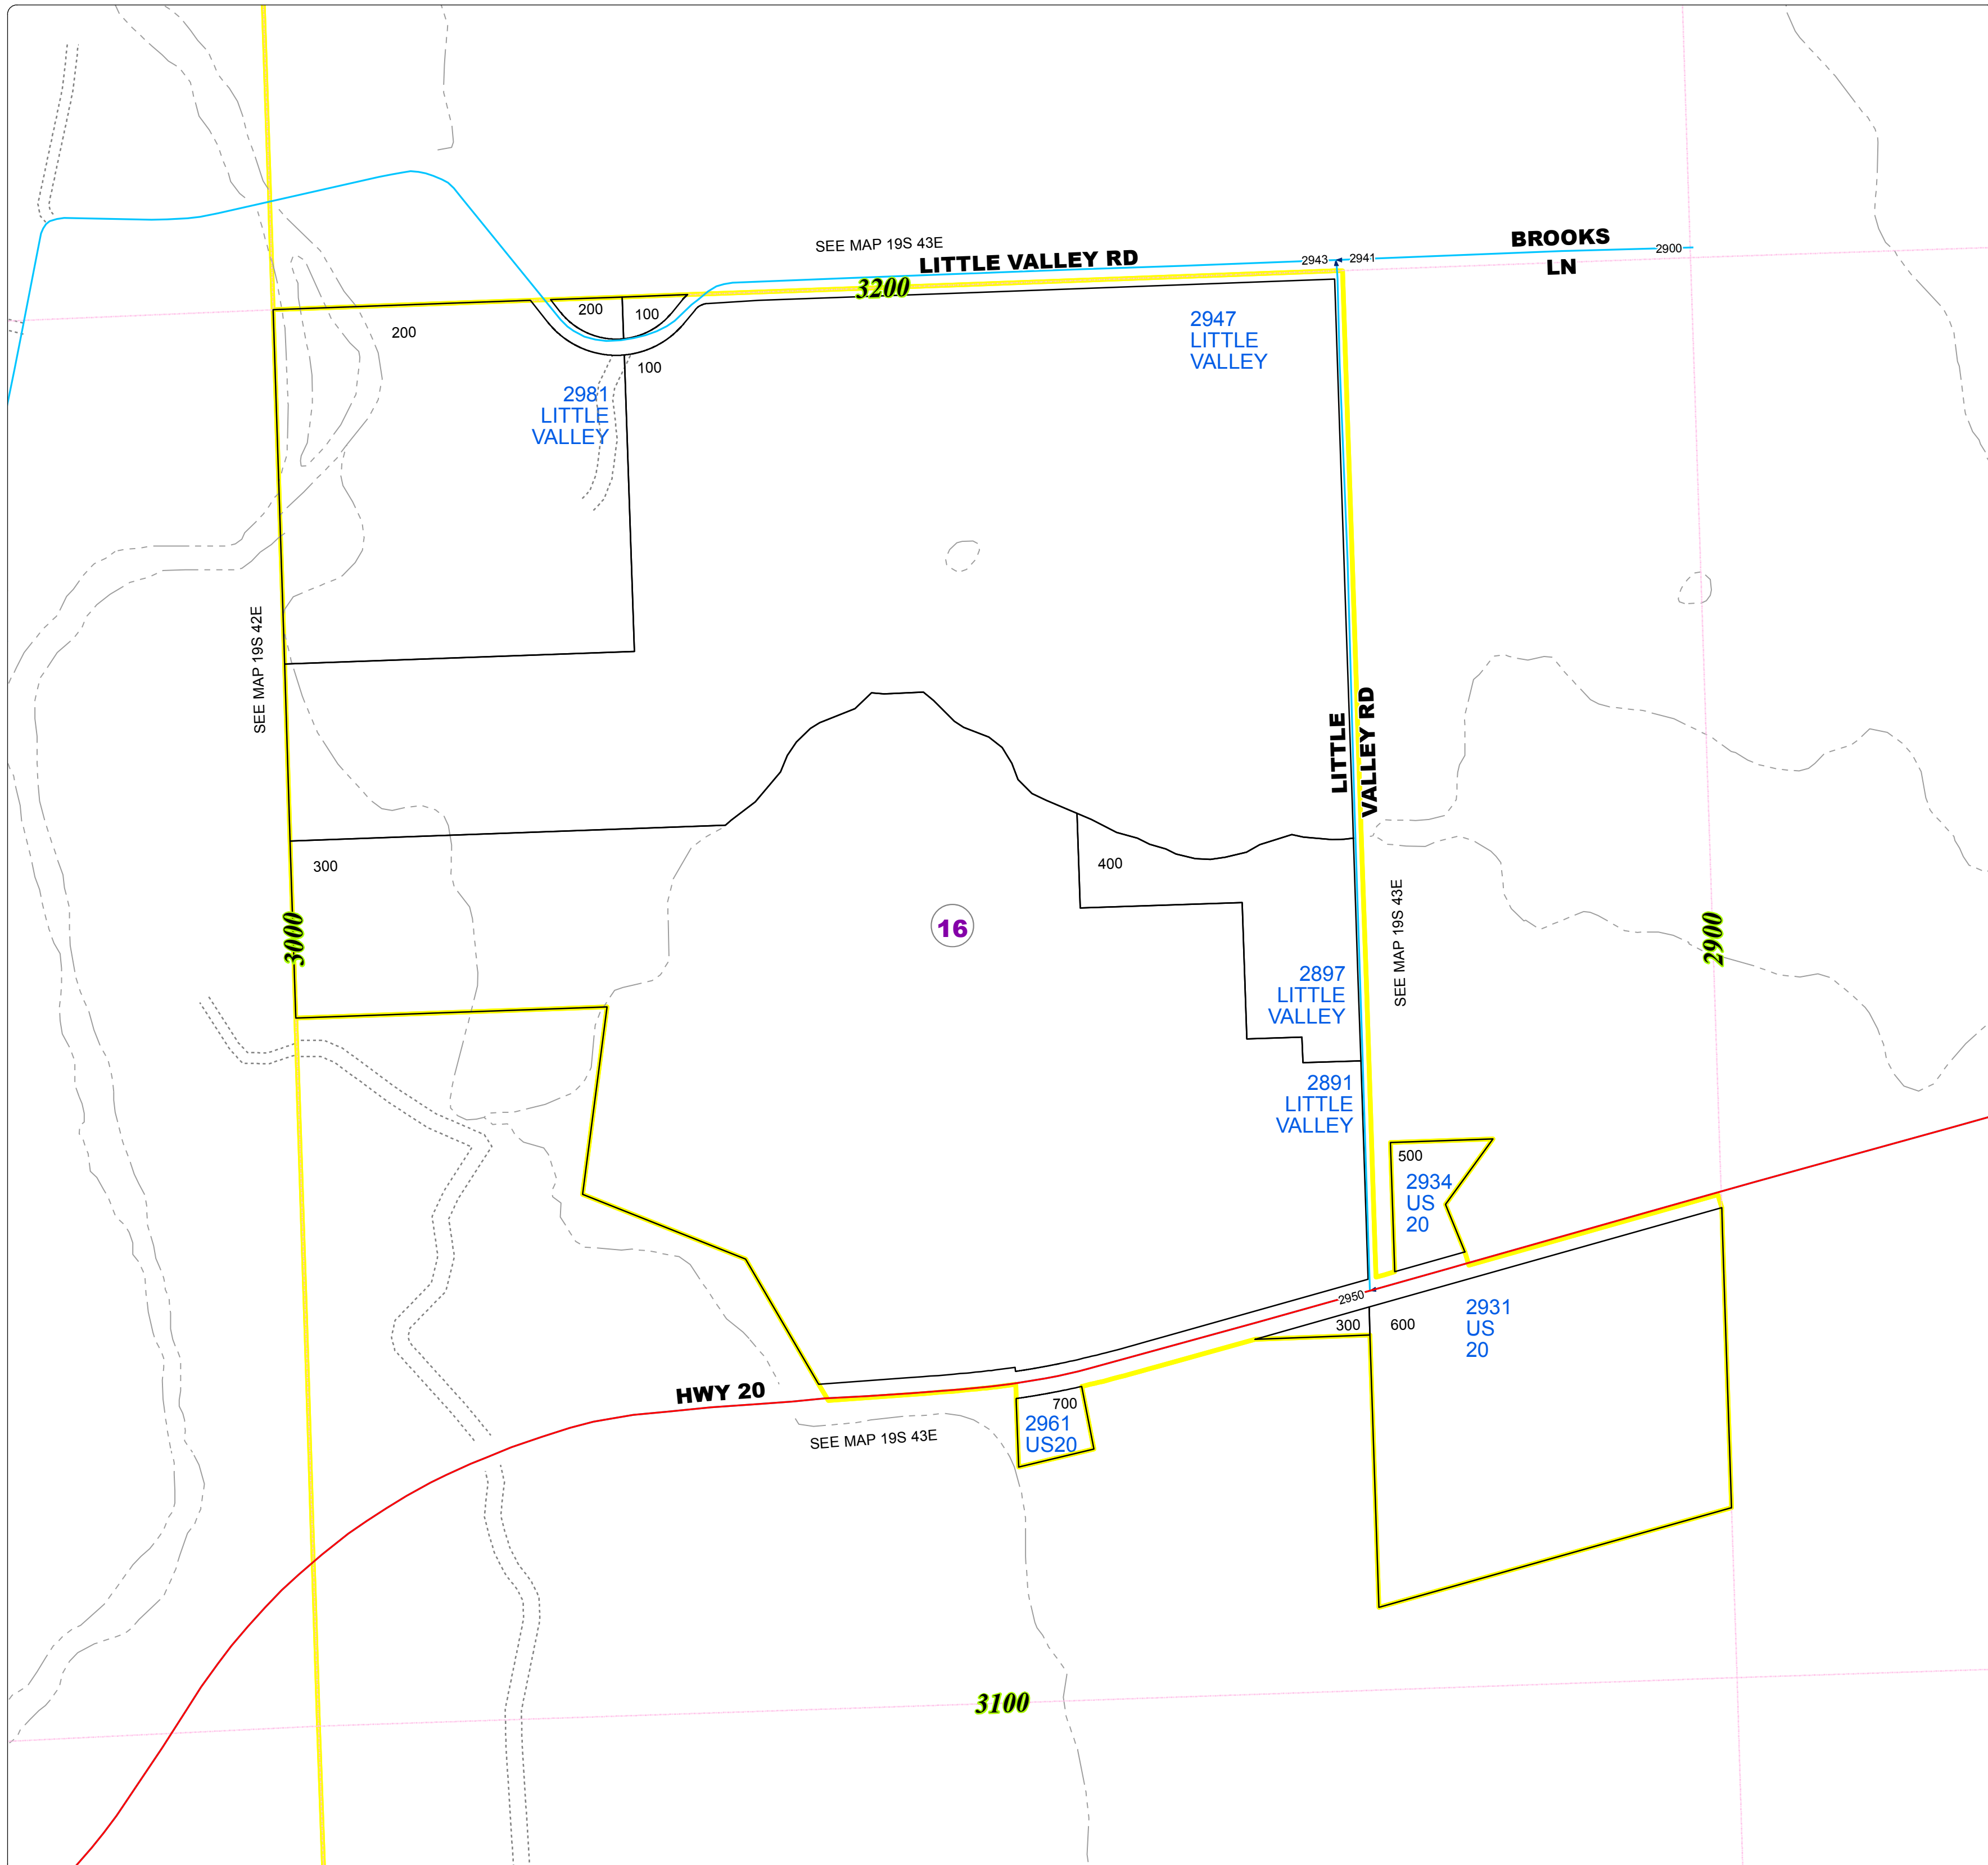 BROOKS
LN
2900
SEE MAP 19S 43E
LITTLE VALLEY RD
2943
2941
3200
200
100
200
100
2947
LITTLE
VALLEY
2981
LITTLE
VALLEY
SEE MAP 19S 42E
LITTLE
VALLEY RD
300
400
16
3000
2900
SEE MAP 19S 43E
2897
LITTLE
VALLEY
2891
LITTLE
VALLEY
500
2934
US
20
2950
300
600
2931
US
20
HWY 20
700
2961
US20
SEE MAP 19S 43E
3100